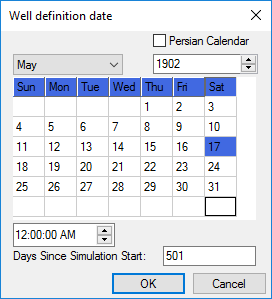 Well definition date
Persian Calendar
May 1902
Sun Mon Tue Wed Thu Fri Sat
1 2 3
4 5 6 7 8 9 10
11 12 13 14 15 16 17
18 19 20 21 22 23 24
25 26 27 28 29 30 31
12:00:00 AM
Days Since Simulation Start: 501
OK Cancel